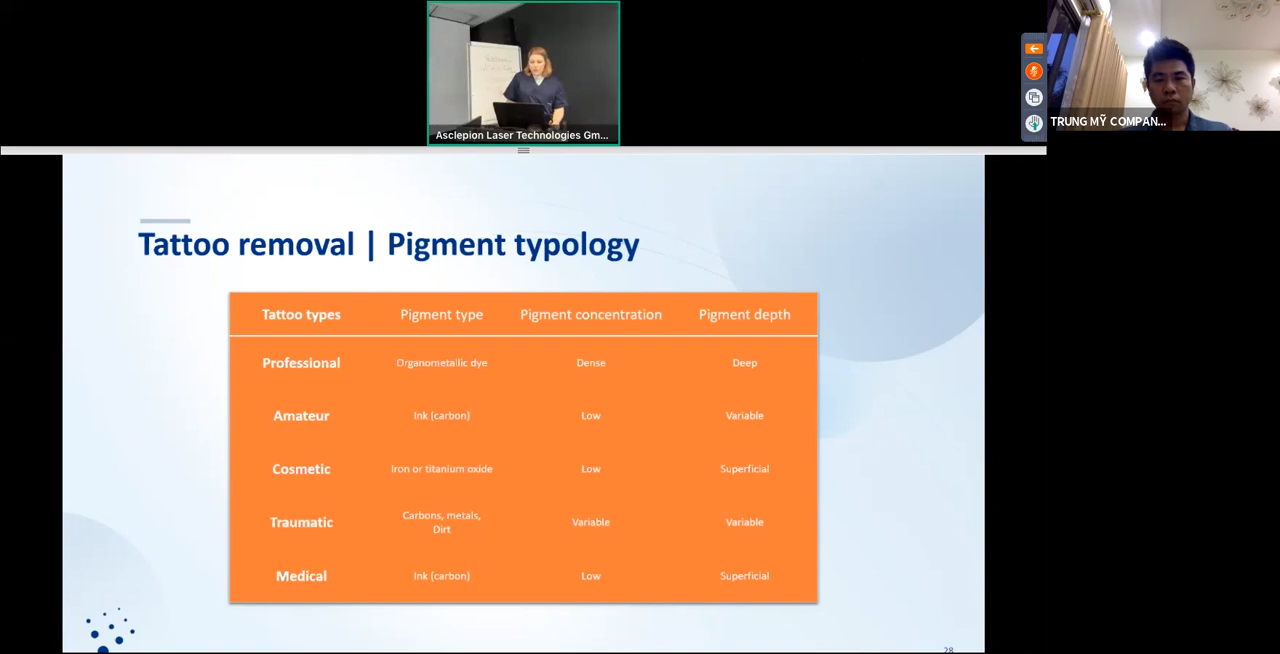 Asclepion Laser Technologies Gm...
TRUNG MỸ COMPAN...
Tattoo removal | Pigment typology
Tattoo types Pigment type Pigment concentration Pigment depth
Professional Organometallic dye Dense Deep
Amateur Ink (carbon) Low Variable
Cosmetic Iron or titanium oxide Low Superficial
Traumatic Carbons, metals, Dirt Variable Variable
Medical Ink (carbon) Low Superficial
28